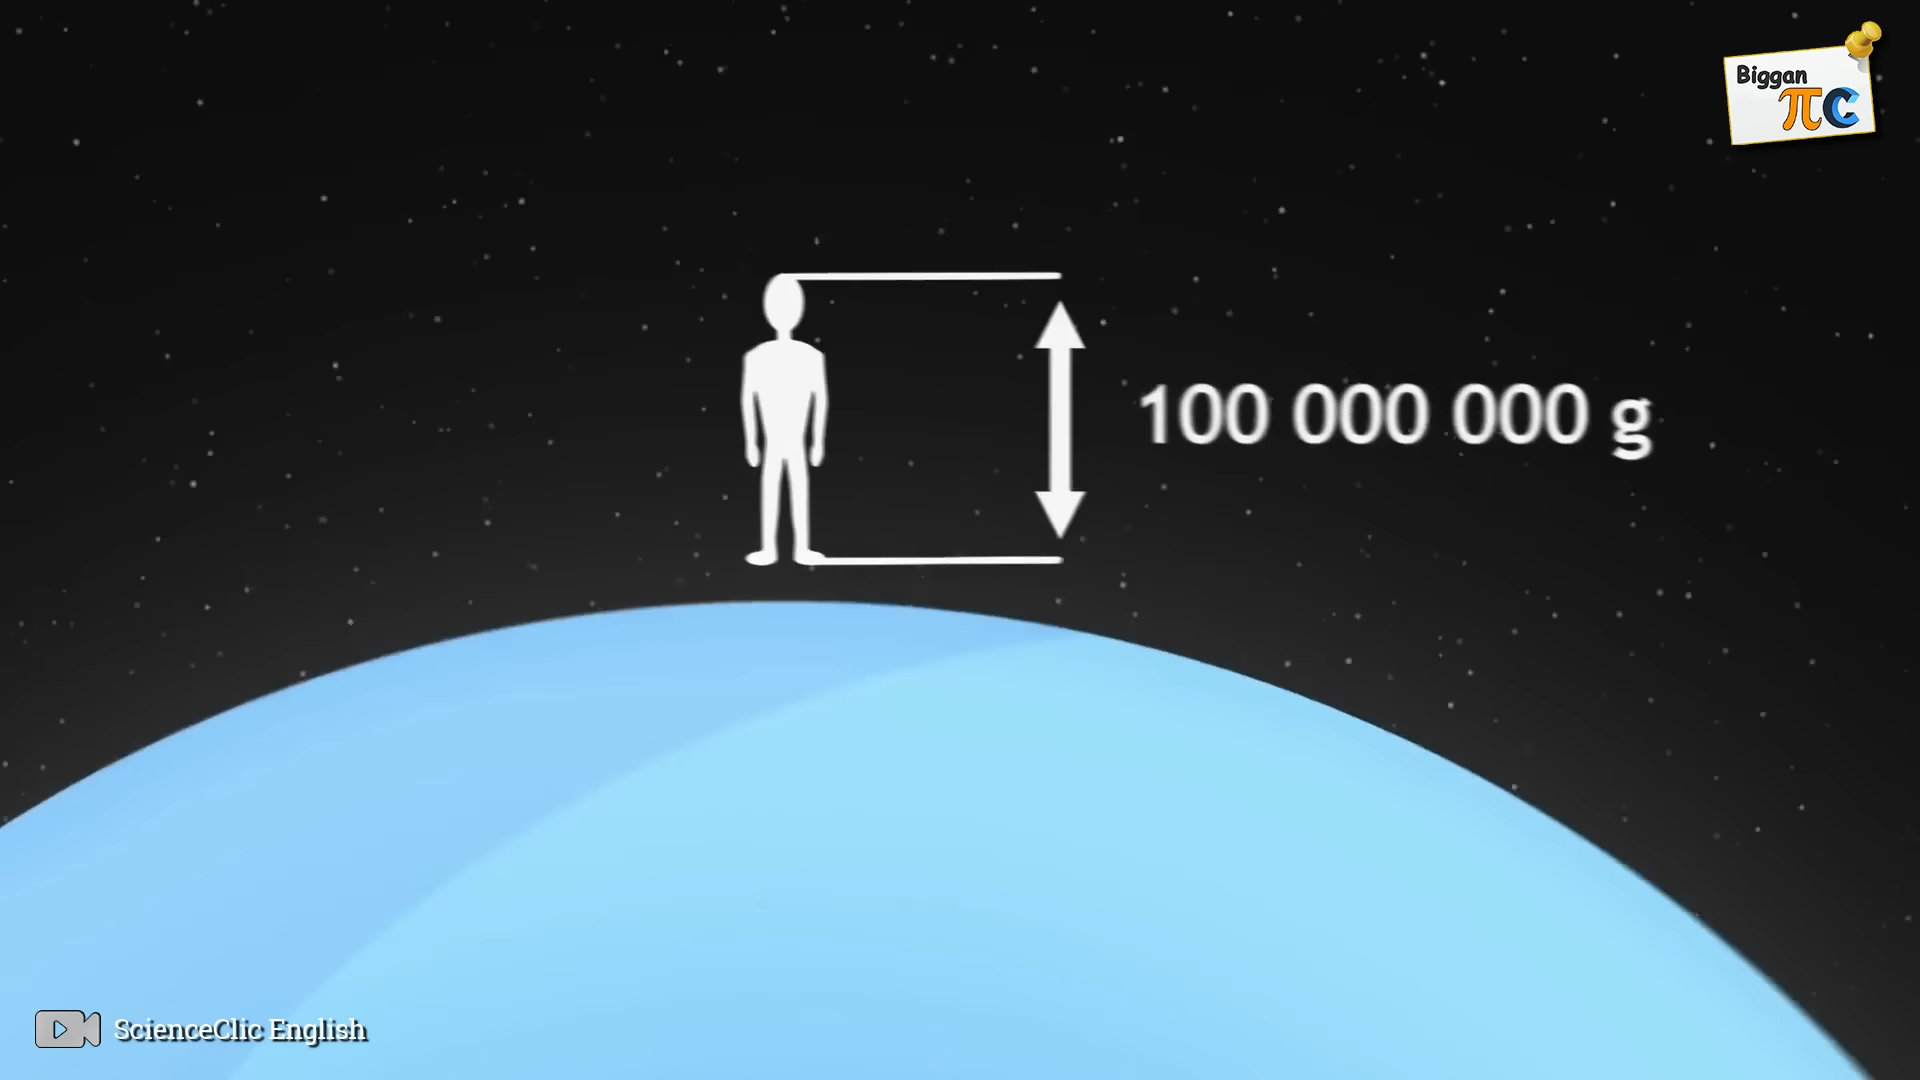 Biggan
πC
100 000 000 g
ScienceClic English